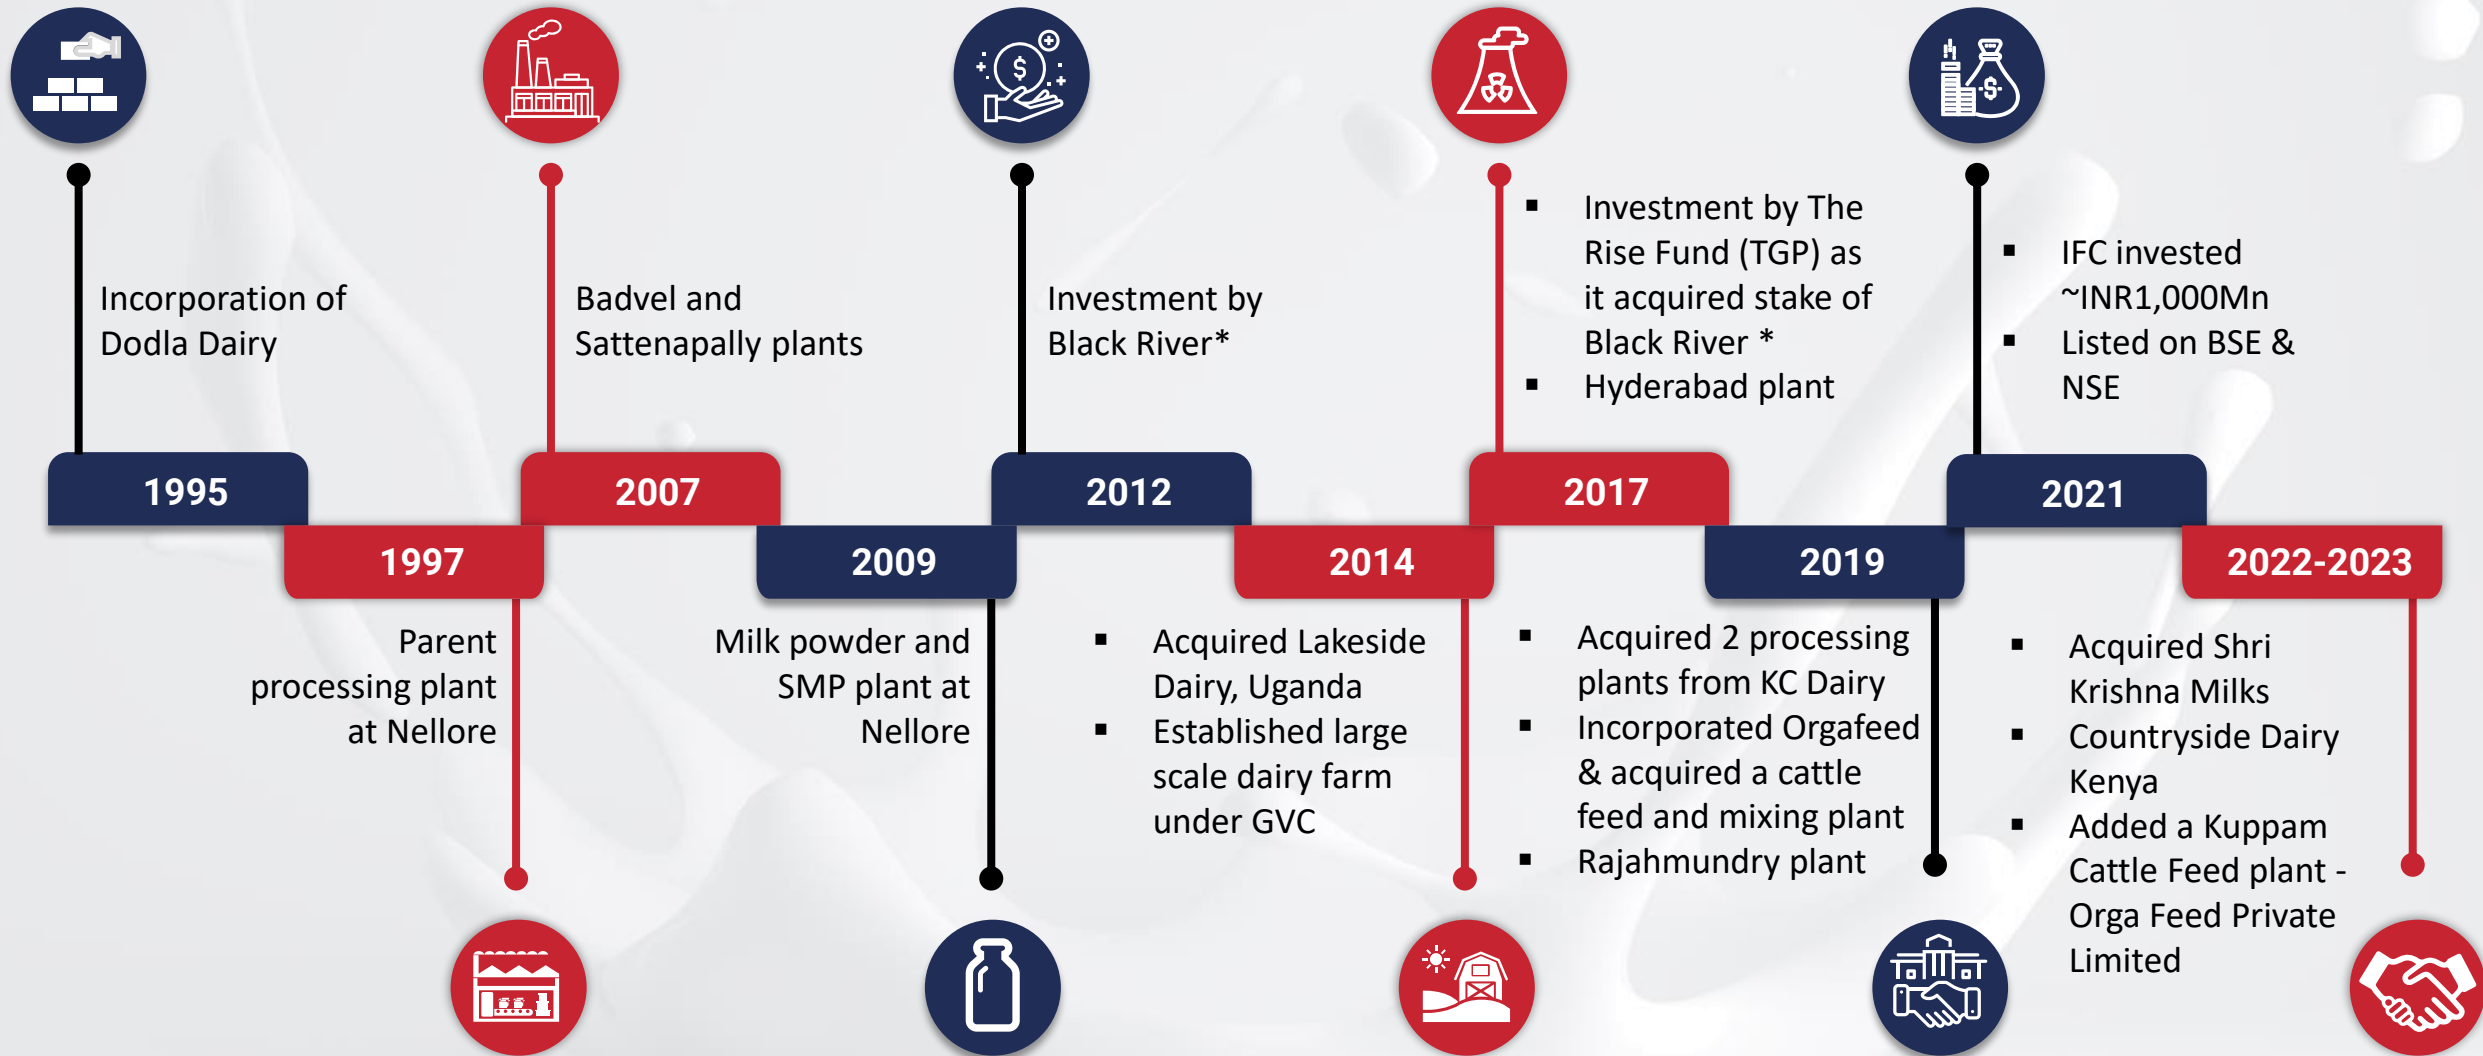 Incorporation of
Dodla Dairy
1995
Parent
processing plant
at Nellore
1997
Badvel and
Sattenapally plants
2007
Milk powder and
SMP plant at
Nellore
2009
Investment by
Black River*
2012
▪ Acquired Lakeside
Dairy, Uganda
▪ Established large
scale dairy farm
under GVC
2014
▪ Investment by The
Rise Fund (TGP) as
it acquired stake of
Black River *
▪ Hyderabad plant
2017
▪ Acquired 2 processing
plants from KC Dairy
▪ Incorporated Orgafeed
& acquired a cattle
feed and mixing plant
▪ Rajahmundry plant
2019
▪ IFC invested
~INR1,000Mn
▪ Listed on BSE &
NSE
2021
▪ Acquired Shri
Krishna Milks
▪ Countryside Dairy
Kenya
▪ Added a Kuppam
Cattle Feed plant -
Orga Feed Private
Limited
2022-2023